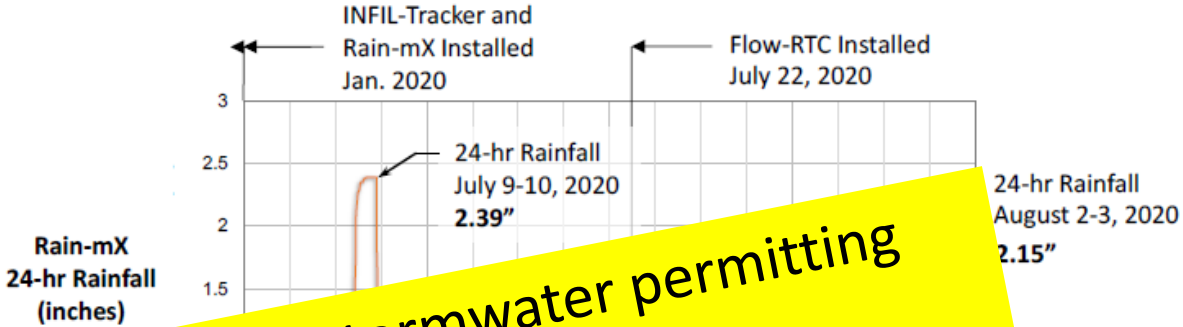 INFIL-Tracker and
Rain-mX Installed
Jan. 2020
Flow-RTC Installed
July 22, 2020
3
2.5
2
1.5
24-hr Rainfall
July 9-10, 2020
2.39”
24-hr Rainfall
August 2-3, 2020
2.15”
Rain-mX
24-hr Rainfall
(inches)
permitting